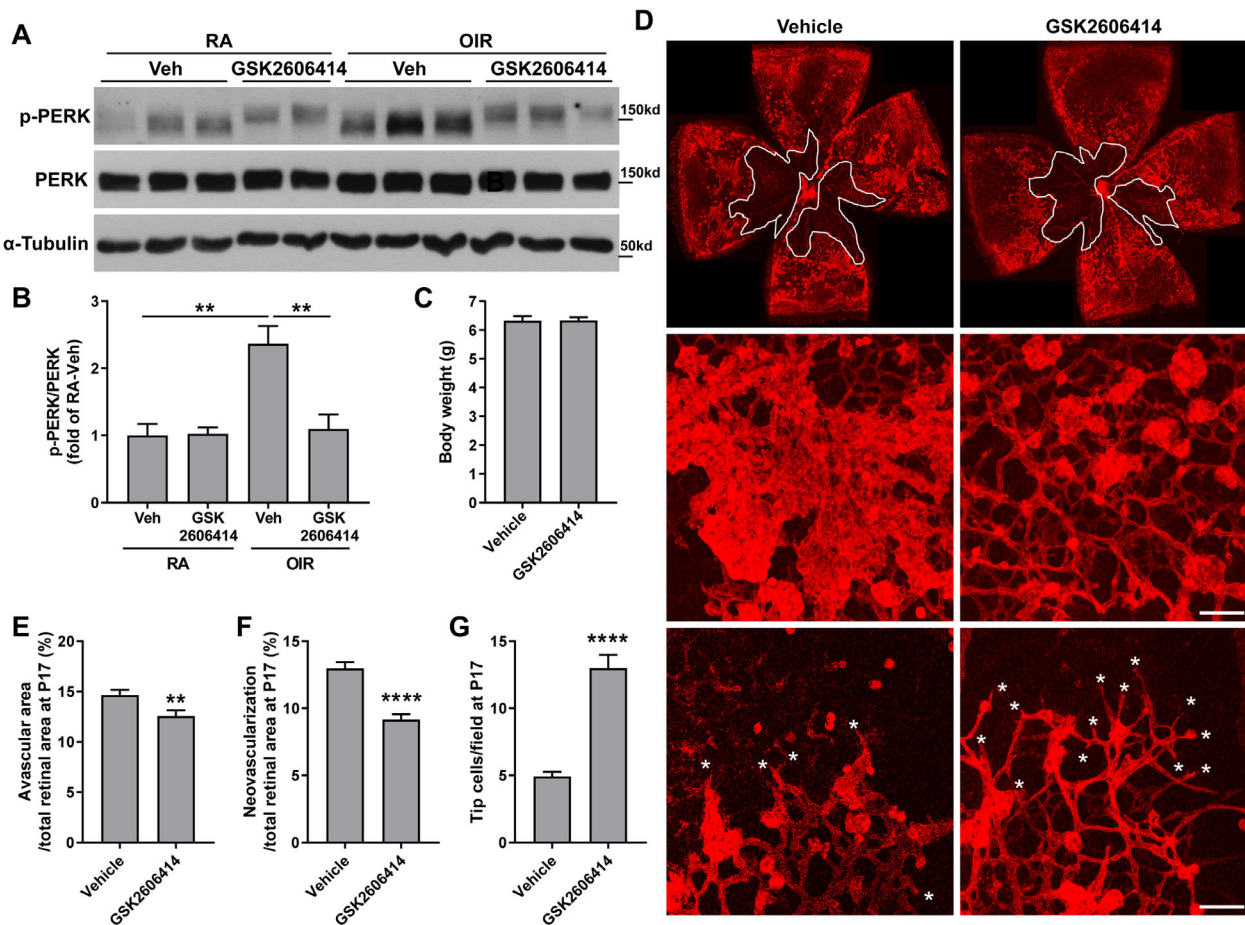 A
RA OIR
Veh GSK2606414 Veh GSK2606414
p-PERK 150kd
PERK B 150kd
α-Tubulin 50kd
B
p-PERK/PERK
(fold of RA-Veh)
3
2
1
0
** **
Veh GSK
2606414 Veh GSK
2606414
RA OIR
C
Body weight (g)
7
6
5
4
3
2
1
0
Vehicle GSK2606414
D
Vehicle GSK2606414
E
Avascular area
/total retinal area at P17 (%)
20
15
10
5
0
**
Vehicle GSK2606414
F
Neovascularization
/total retinal area at P17 (%)
15
10
5
0
****
Vehicle GSK2606414
G
Tip cells/field at P17
15
10
5
0
****
Vehicle GSK2606414
* * * * *
* * * * * * * * * * * *